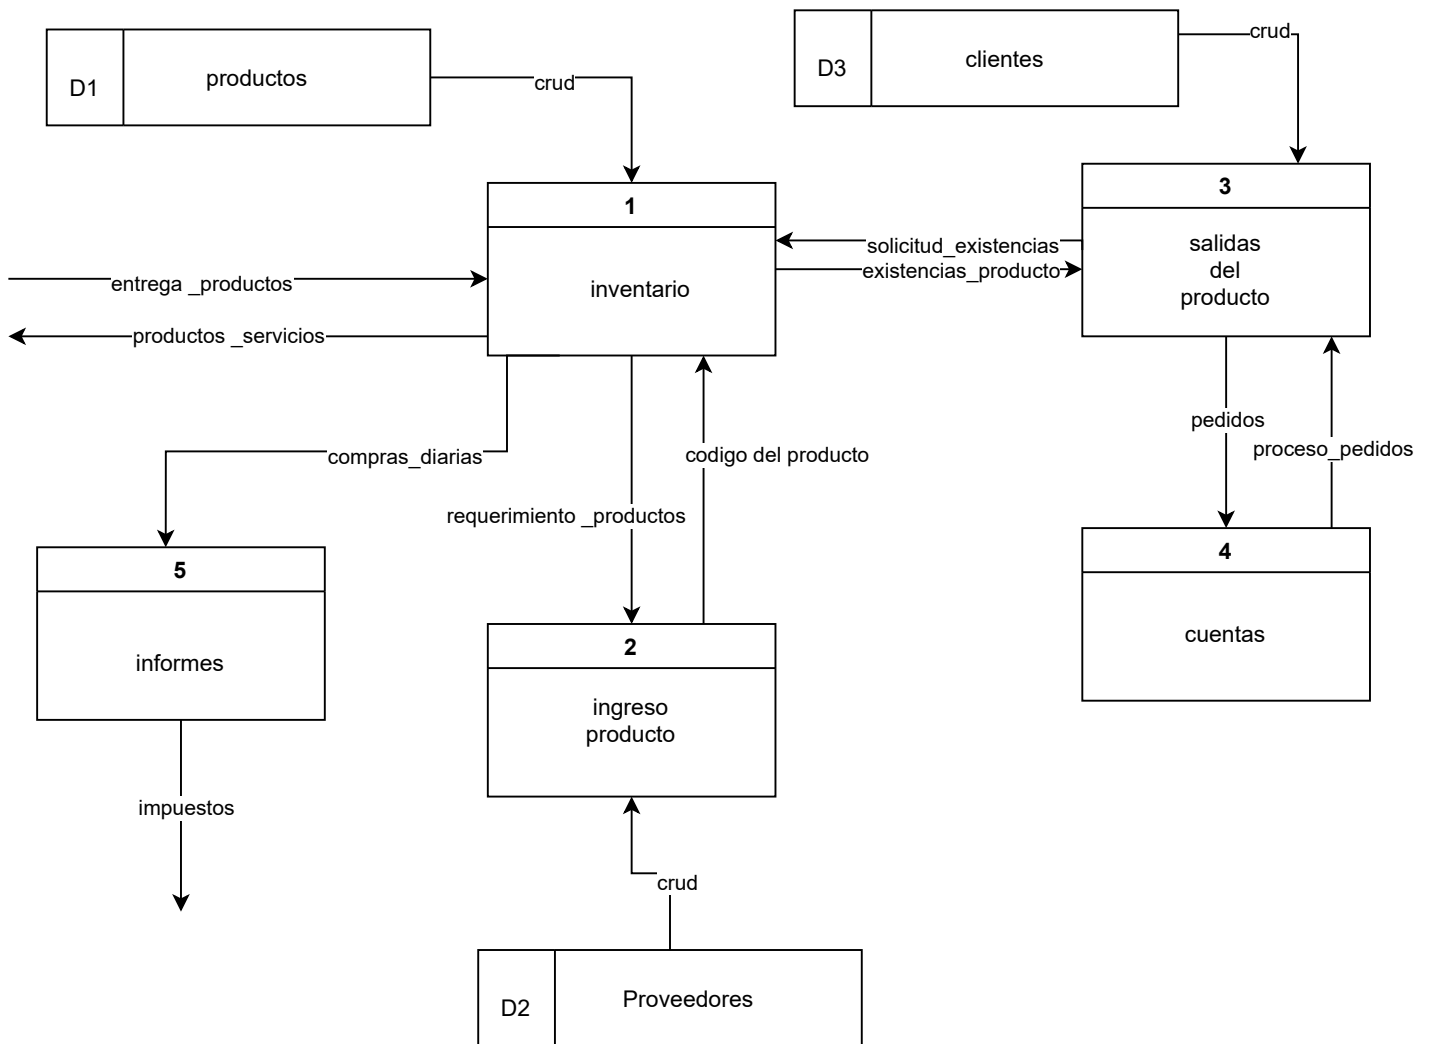 clientes
crud
D3
productos
crud
D1
3
1
salidas
del
producto
solicitud_existencias
existencias_producto
entrega _productos
inventario
productos _servicios
pedidos
proceso_pedidos
compras_diarias
codigo del producto
requerimiento _productos
4
5
cuentas
2
informes
ingreso
producto
impuestos
crud
Proveedores
D2